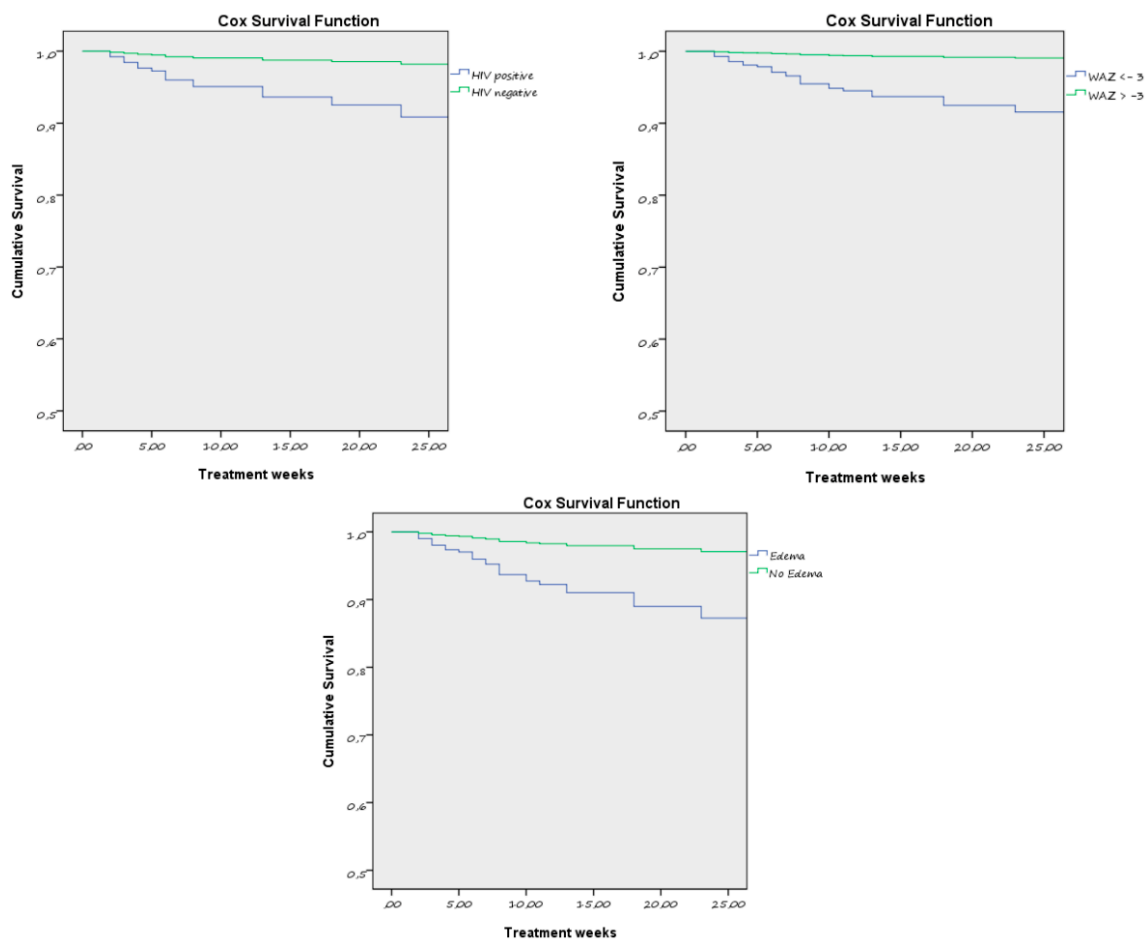 Cox Survival Function
1,0
0,9
0,8
0,7
0,6
0,5
Cumulative Survival
,00 5,00 10,00 15,00 20,00 25,00
Treatment weeks
HIV positive
HIV negative
Cox Survival Function
1,0
0,9
0,8
0,7
0,6
0,5
Cumulative Survival
,00 5,00 10,00 15,00 20,00 25,00
Treatment weeks
WAZ <- 3
WAZ > -3
Cox Survival Function
1,0
0,9
0,8
0,7
0,6
0,5
Cumulative Survival
,00 5,00 10,00 15,00 20,00 25,00
Treatment weeks
Edema
No Edema